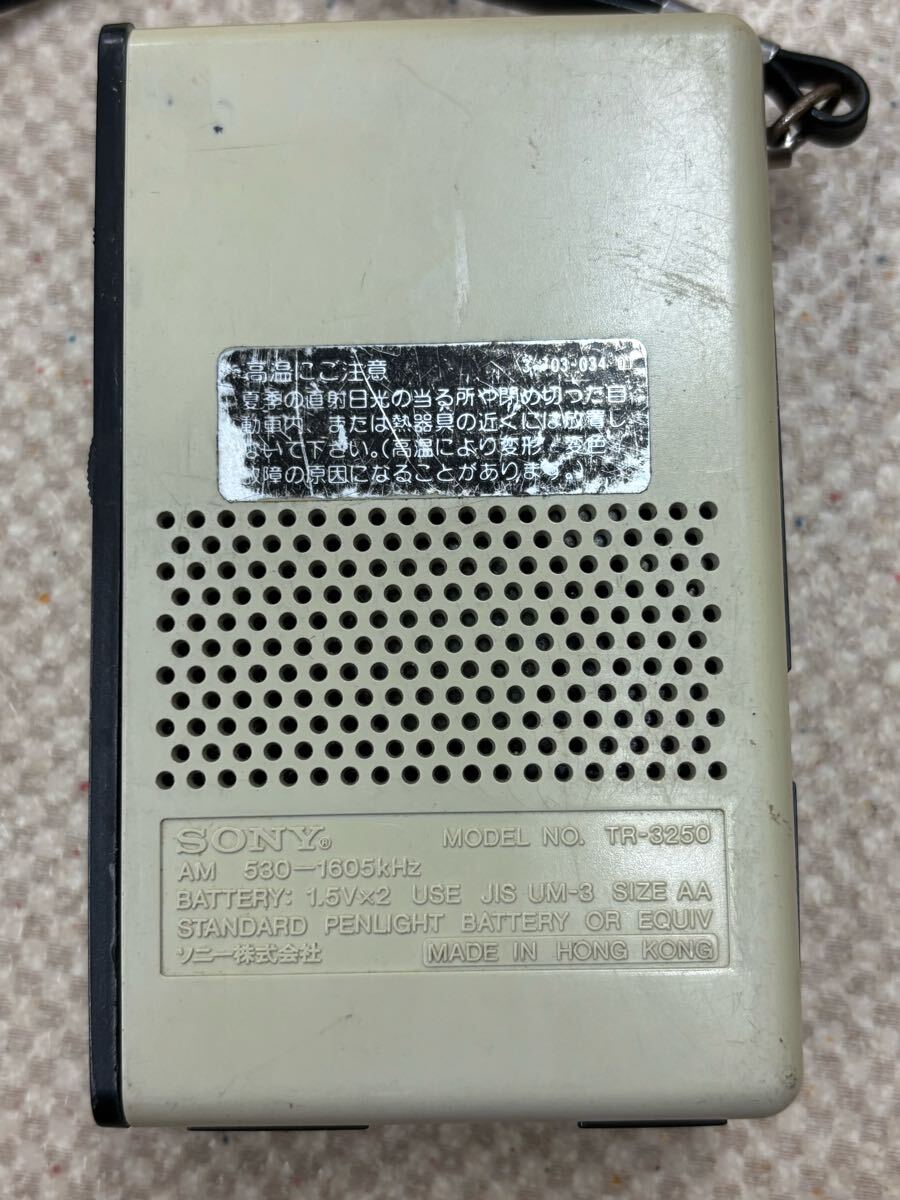 高温にご注意
夏季の直射日光の当る所や閉め切った自
動車内、または熱器具の近くには放置し
ないで下さい。(高温により変形、変色
故障の原因になることがあります。)
SONY® MODEL NO. TR-3250
AM 530—1605kHz
BATTERY: 1.5V×2 USE JIS UM-3 SIZE AA
STANDARD PENLIGHT BATTERY OR EQUIV
ソニー株式会社 MADE IN HONG KONG